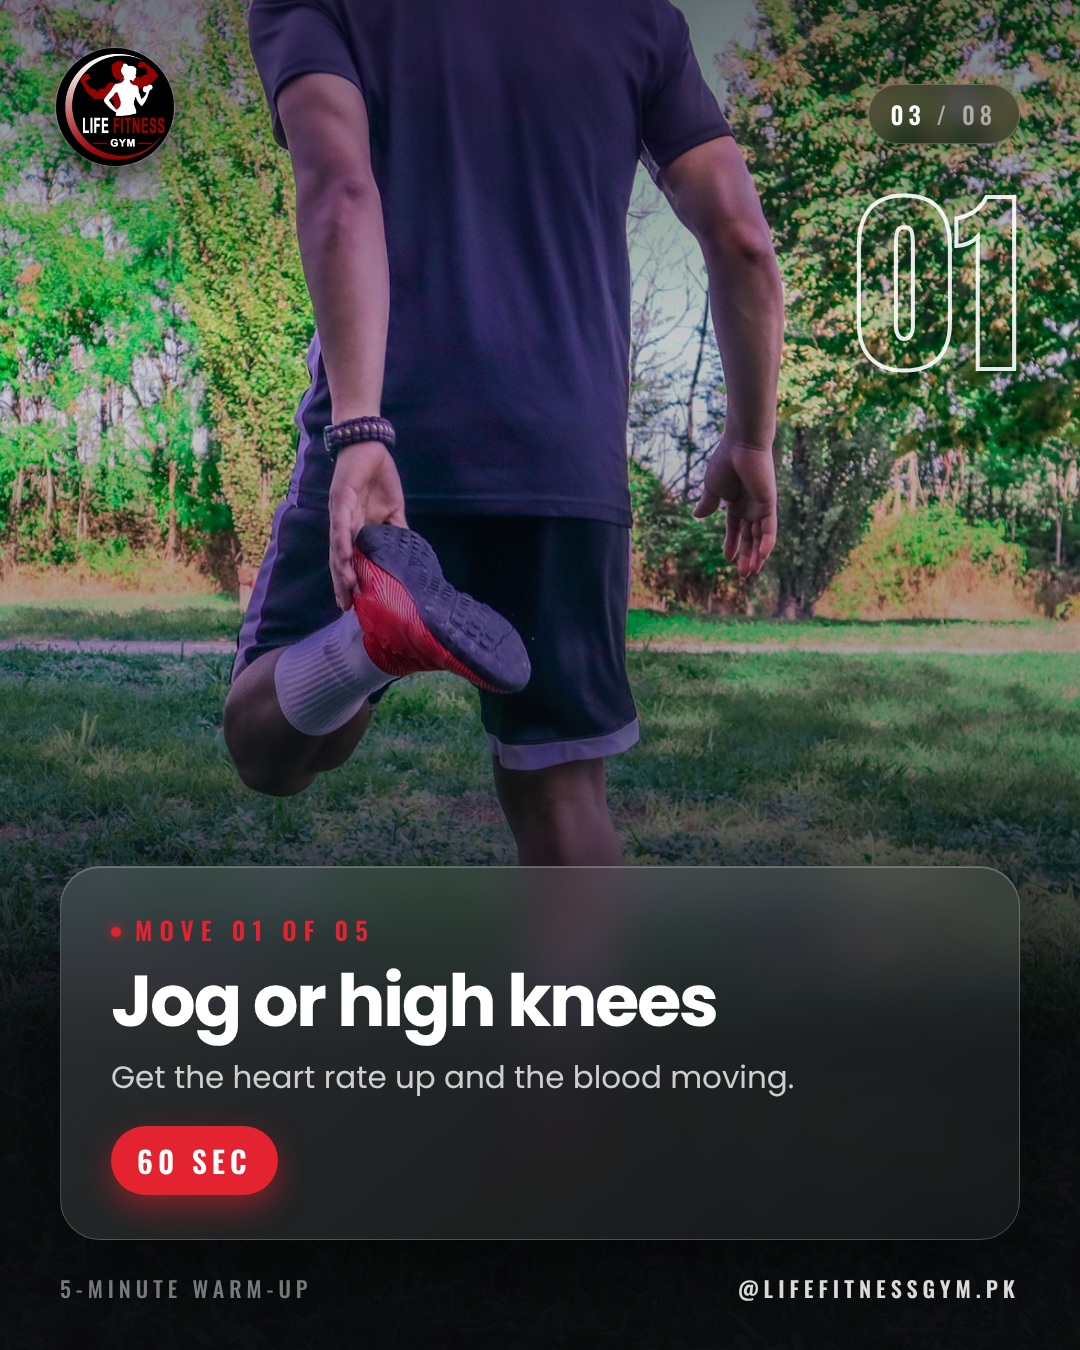 LIFE FITNESS
GYM
03 / 08
01
MOVE 01 OF 05
Jog or high knees
Get the heart rate up and the blood moving.
60 SEC
5-MINUTE WARM-UP
@LIFEFITNESSGYM.PK